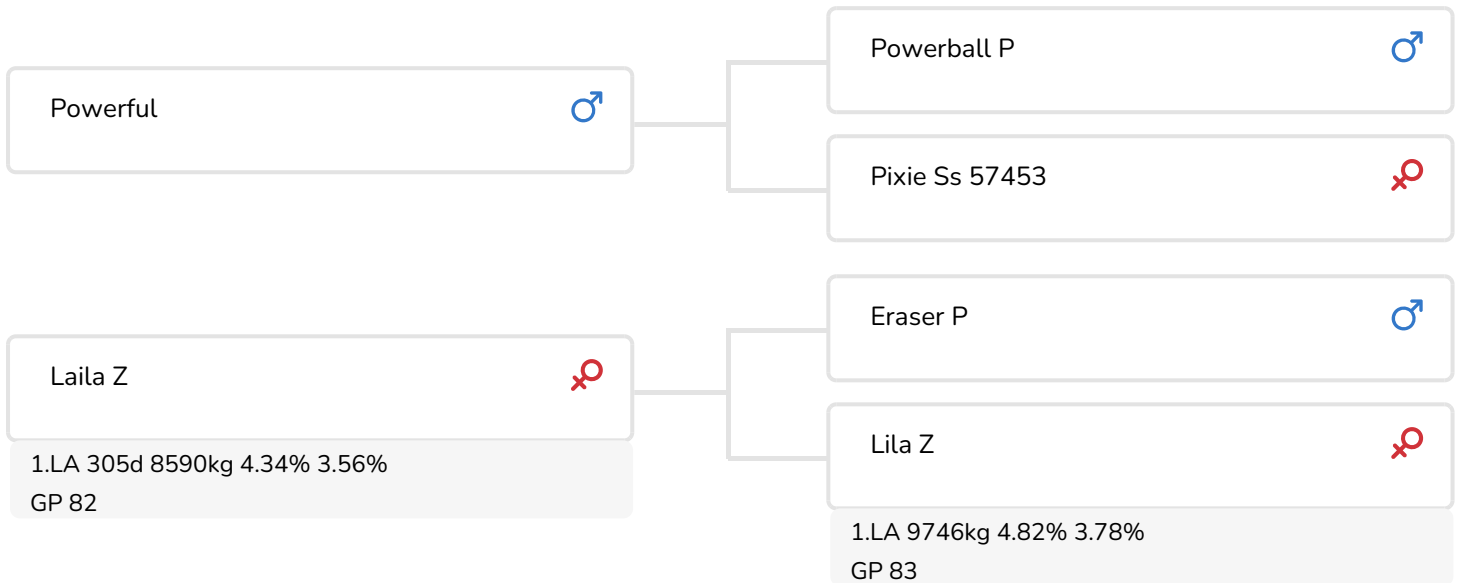 Powerful
Powerball P
Pixie Ss 57453
Laila Z
1.LA 305d 8590kg 4.34% 3.56%
GP 82
Eraser P
Lila Z
1.LA 9746kg 4.82% 3.78%
GP 83